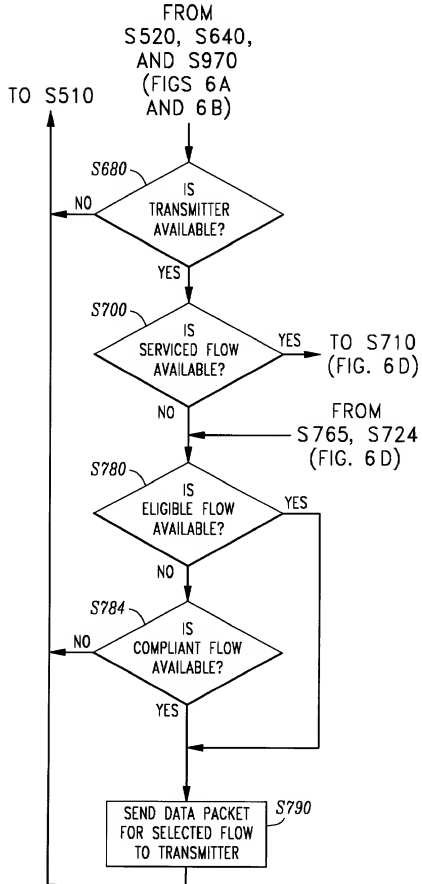 FROM
S520, S640,
AND S970
(FIGS 6A
AND 6B)
TO S510
S680
IS
TRANSMITTER
AVAILABLE?
NO
YES
S700
IS
SERVICED FLOW
AVAILABLE?
YES
TO S710
(FIG. 6D)
NO
FROM
S765, S724
(FIG. 6D)
S780
IS
ELIGIBLE FLOW
AVAILABLE?
YES
NO
S784
IS
COMPLIANT FLOW
AVAILABLE?
NO
YES
S790
SEND DATA PACKET
FOR SELECTED FLOW
TO TRANSMITTER